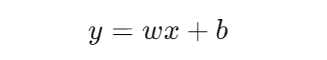 y = wx + b